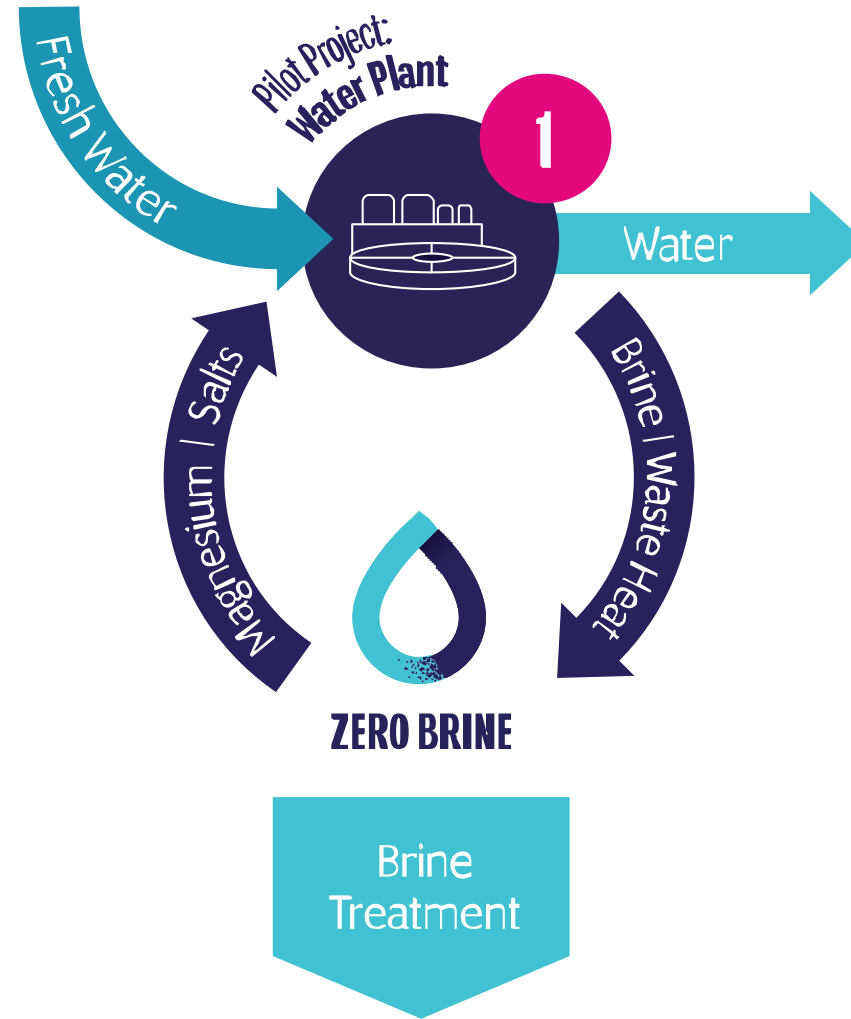 Fresh Water
Pilot Project:
Water Plant
1
Water
Magnesium | Salts
Brine | Waste Heat
ZERO BRINE
Brine
Treatment